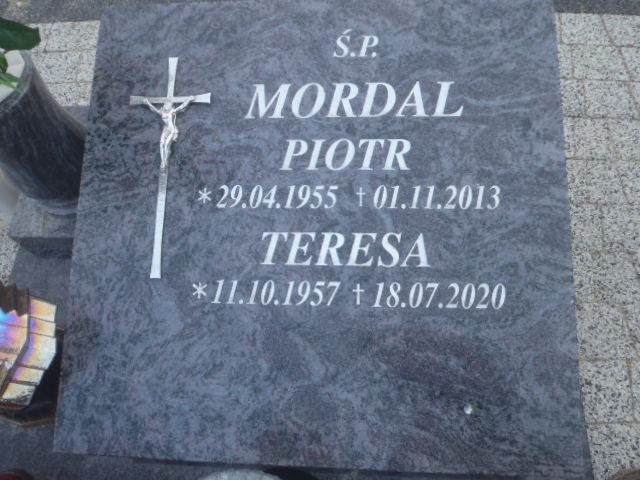 Ś.P.
MORDAL
PIOTR
*29.04.1955 †01.11.2013
TERESA
*11.10.1957 †18.07.2020